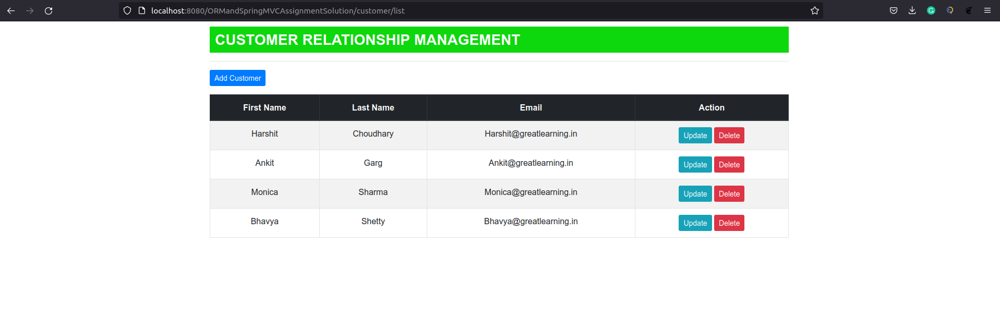 localhost:8080/ORMandSpringMVCAssignmentSolution/customer/list
CUSTOMER RELATIONSHIP MANAGEMENT
Add Customer
First Name Last Name Email Action
Harshit Choudhary Harshit@greatlearning.in Update Delete
Ankit Garg Ankit@greatlearning.in Update Delete
Monica Sharma Monica@greatlearning.in Update Delete
Bhavya Shetty Bhavya@greatlearning.in Update Delete